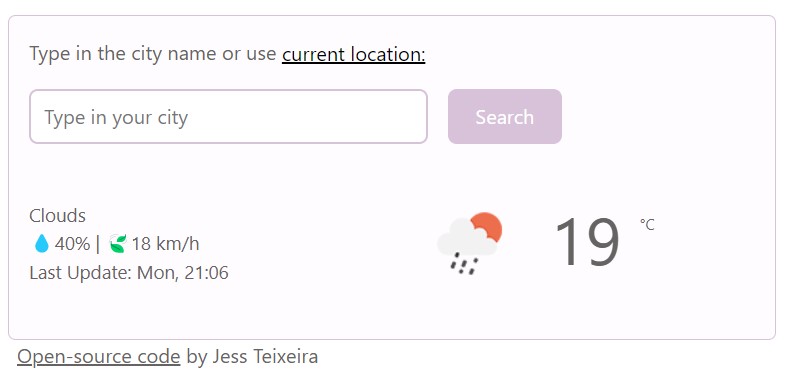 Type in the city name or use current location:
Type in your city
Search
Clouds
40% | 18 km/h
Last Update: Mon, 21:06
19 °C
Open-source code by Jess Teixeira